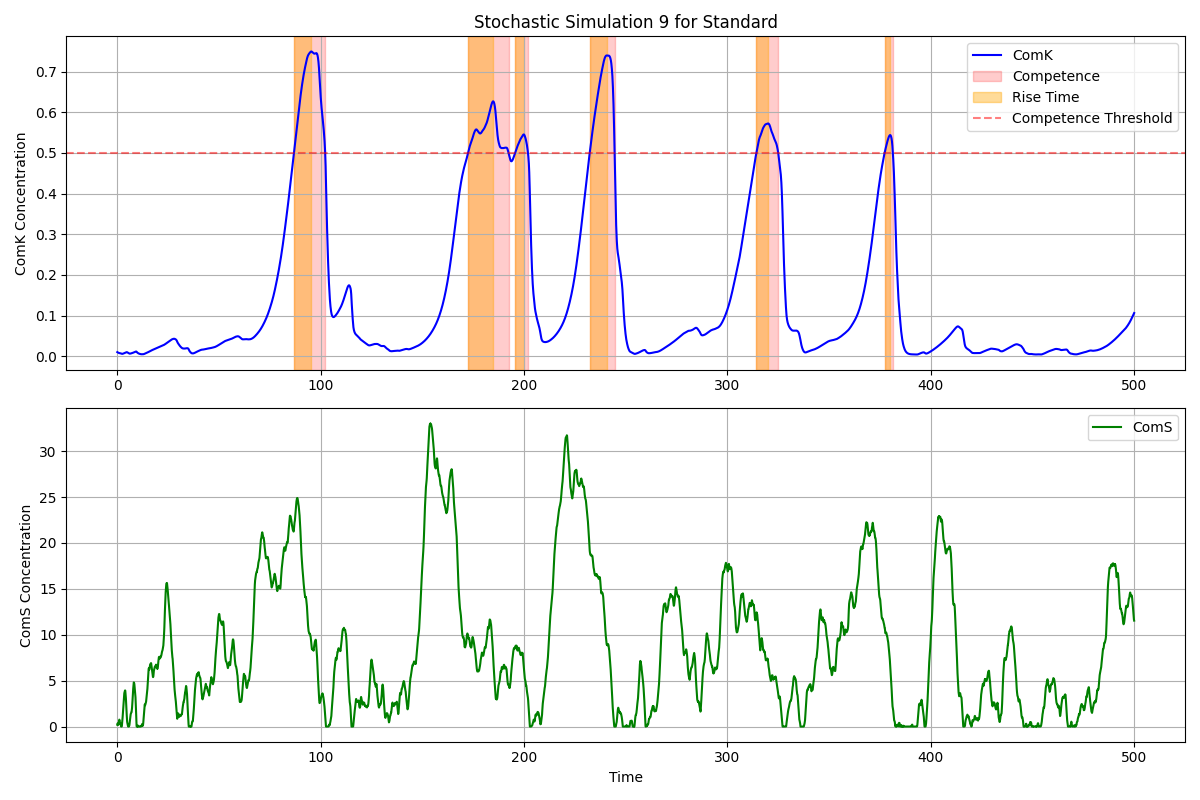 Stochastic Simulation 9 for Standard
ComK Concentration
0.7
0.6
0.5
0.4
0.3
0.2
0.1
0.0
ComK
Competence
Rise Time
Competence Threshold
0 100 200 300 400 500
ComS Concentration
30
25
20
15
10
5
0
ComS
0 100 200 300 400 500
Time